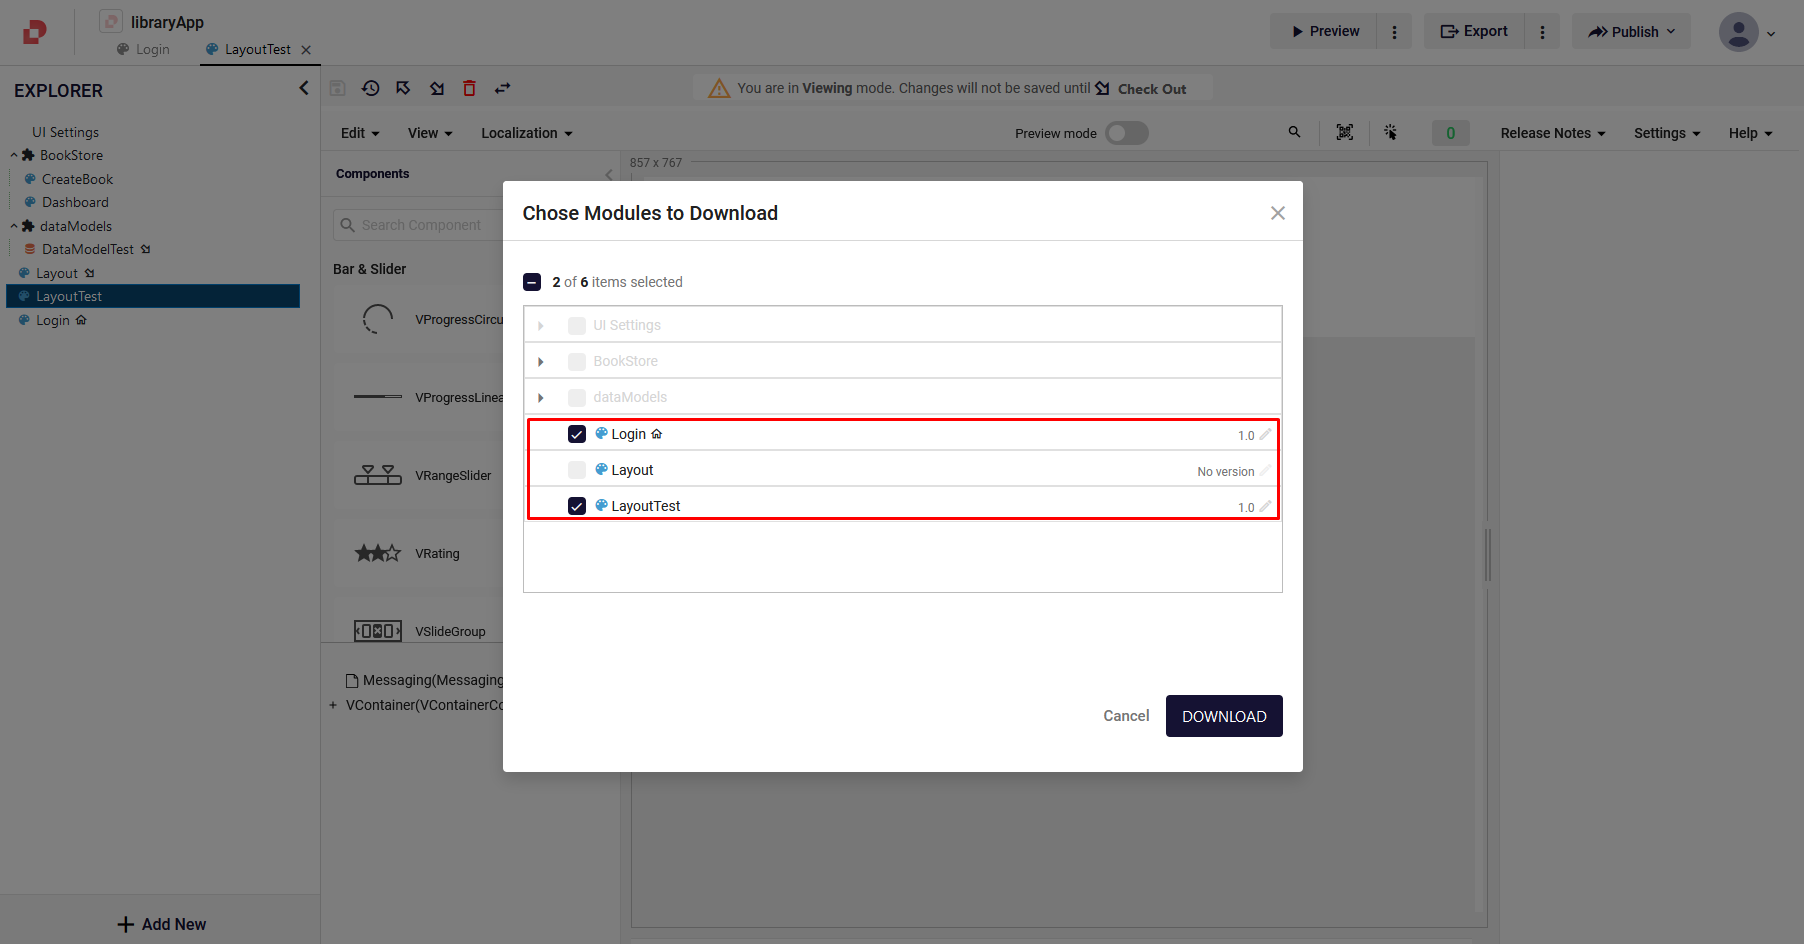 libraryApp
Login
LayoutTest
Preview
Export
Publish
EXPLORER
You are in Viewing mode. Changes will not be saved until Check Out
UI Settings
BookStore
CreateBook
Dashboard
dataModels
DataModelTest
Layout
LayoutTest
Login
Add New
Edit
View
Localization
Preview mode
0
Release Notes
Settings
Help
Components
857 x 767
Search Component
Bar & Slider
VProgressCircu
VProgressLinea
VRangeSlider
VRating
VSlideGroup
Messaging(Messaging
+ VContainer(VContainerCo
Chose Modules to Download
2 of 6 items selected
UI Settings
BookStore
dataModels
Login 1.0
Layout No version
LayoutTest 1.0
Cancel
DOWNLOAD